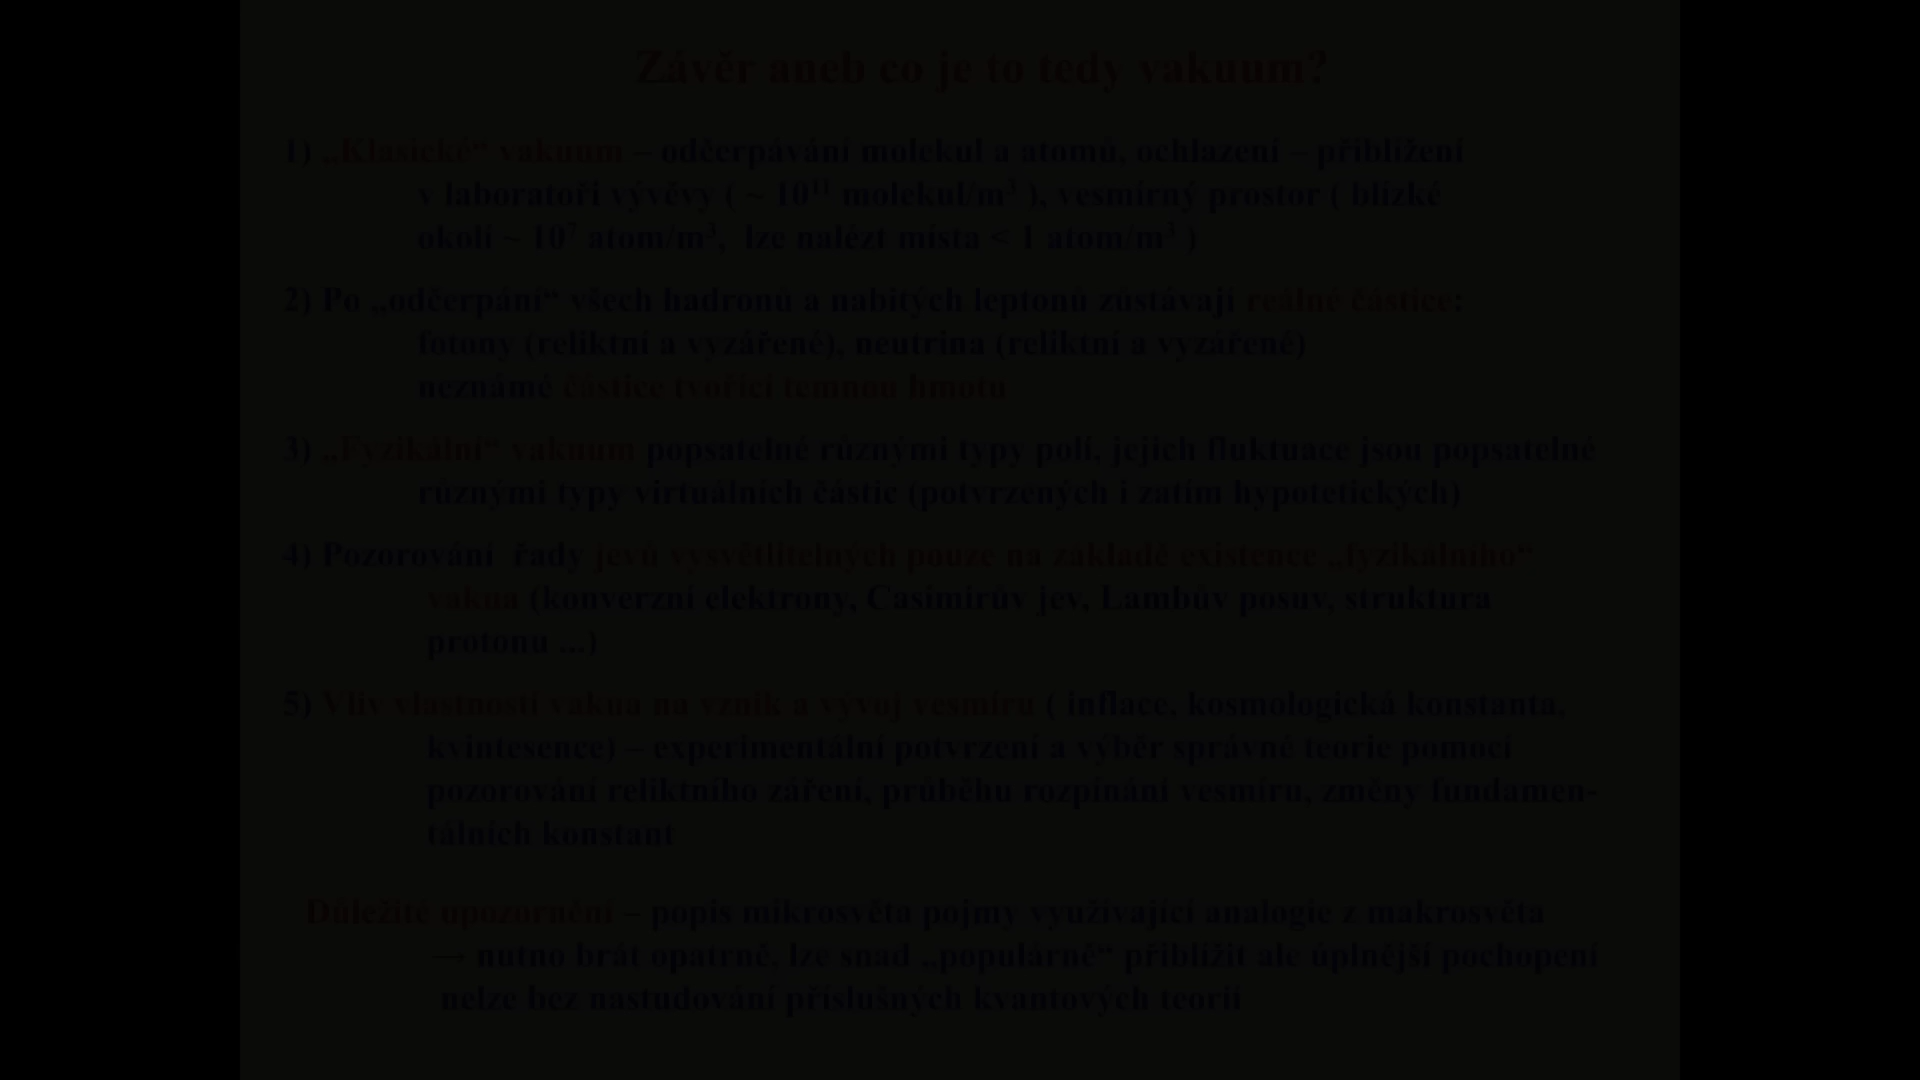 Závěr aneb co je to tedy vakuum?
1) „Klasické“ vakuum – odčerpávání molekul a atomů, ochlazení – přiblížení
v laboratoři vývěvy ( ~ 10¹¹ molekul/m³ ), vesmírný prostor ( blízké
okolí ~ 10⁷ atom/m³, lze nalézt místa < 1 atom/m³ )
2) Po „odčerpání“ všech hadronů a nabitých leptonů zůstávají reálné částice:
fotony (reliktní a vyzářené), neutrina (reliktní a vyzářené)
neznámé částice tvořící temnou hmotu
3) „Fyzikální“ vakuum popsatelné různými typy polí, jejich fluktuace jsou popsatelné
různými typy virtuálních částic (potvrzených i zatím hypotetických)
4) Pozorování řady jevů vysvětlitelných pouze na základě existence „fyzikálního“
vakua (konverzní elektrony, Casimirův jev, Lambův posuv, struktura
protonu ...)
5) Vliv vlastností vakua na vznik a vývoj vesmíru ( inflace, kosmologická konstanta,
kvintesence) – experimentální potvrzení a výběr správné teorie pomocí
pozorování reliktního záření, průběhu rozpínání vesmíru, změny fundamen-
tálních konstant
Důležité upozornění – popis mikrosvěta pojmy využívající analogie z makrosvěta
→ nutno brát opatrně, lze snad „populárně“ přiblížit ale úplnější pochopení
nelze bez nastudování příslušných kvantových teorií